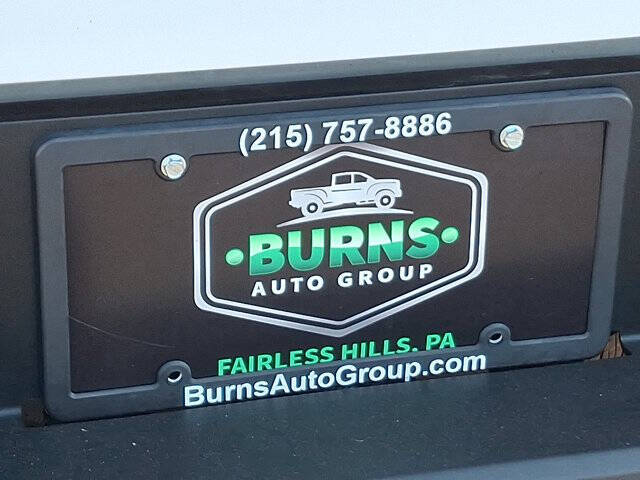 (215) 757-8886
•BURNS•
AUTO GROUP
FAIRLESS HILLS, PA
BurnsAutoGroup.com